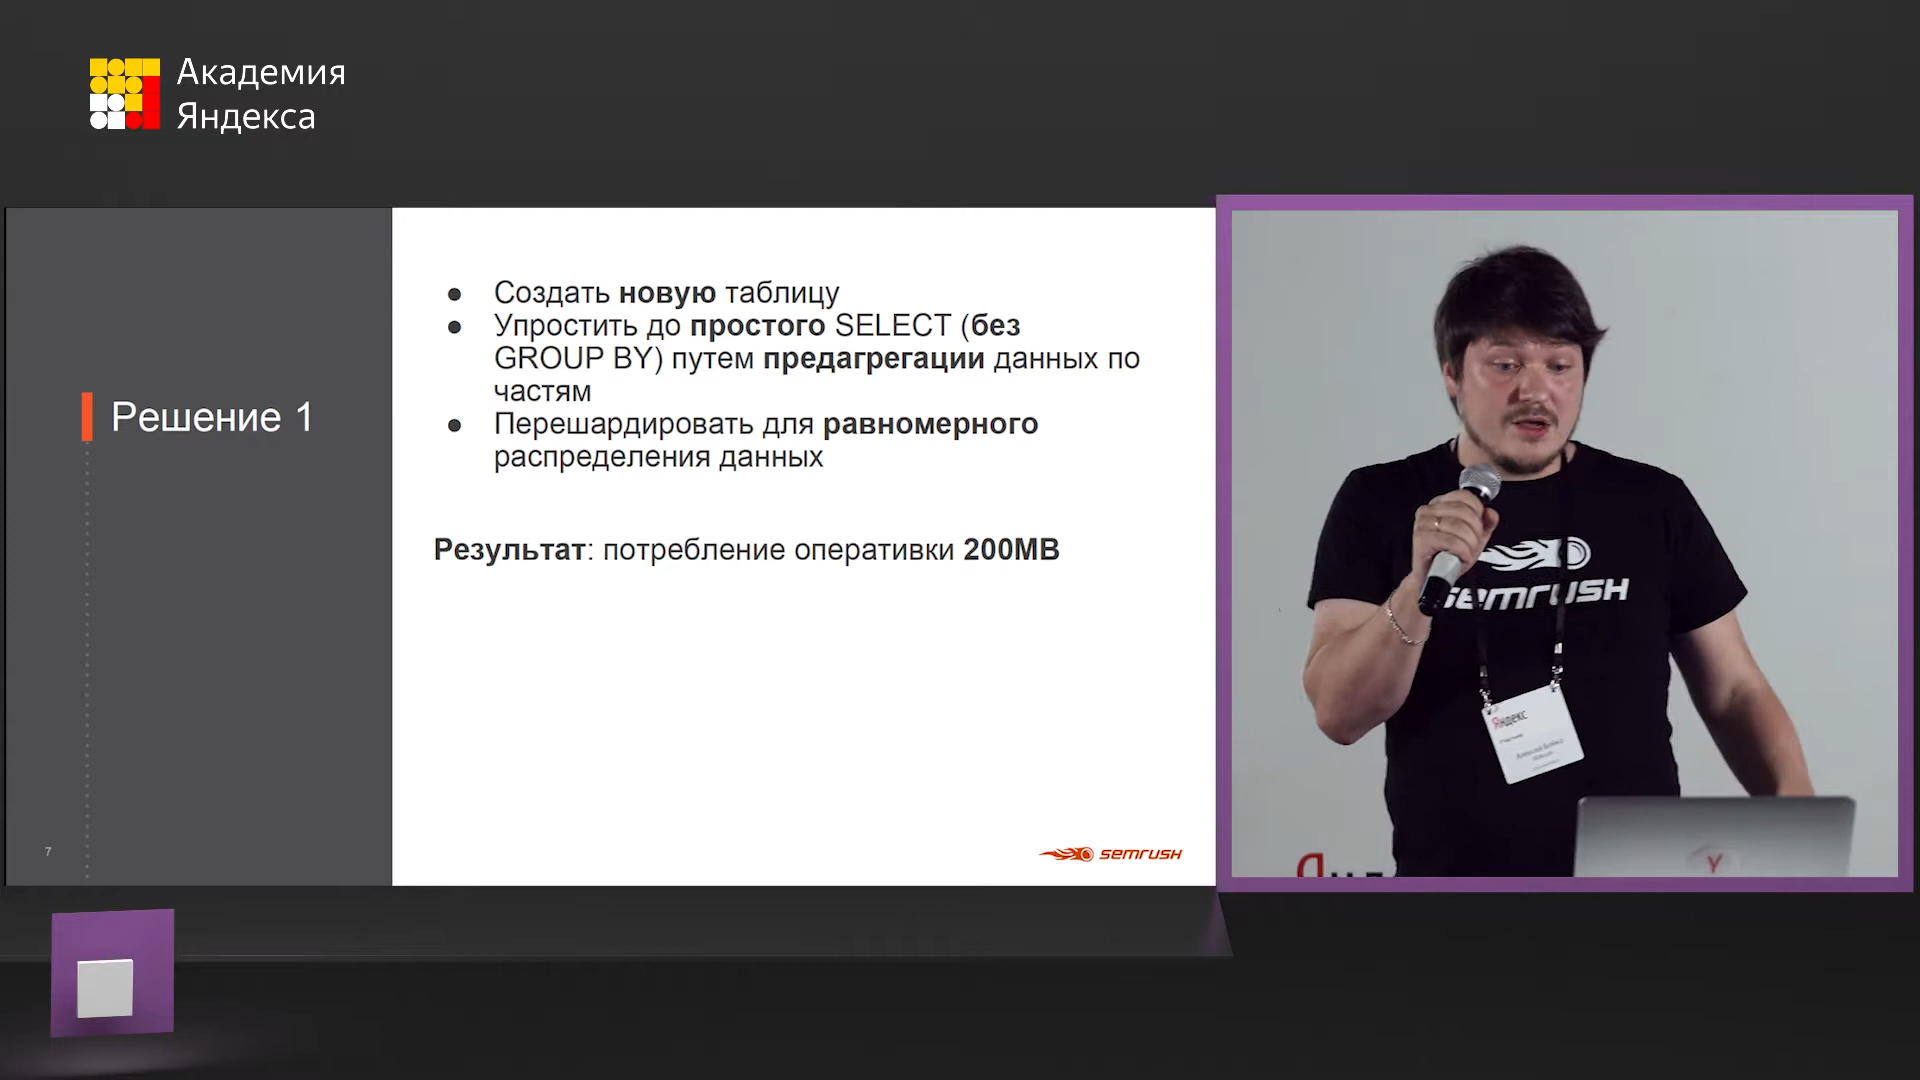 Академия
Яндекса
Решение 1
● Создать новую таблицу
● Упростить до простого SELECT (без
GROUP BY) путем предагрегации данных по
частям
● Перешардировать для равномерного
распределения данных
Результат: потребление оперативки 200MB
7
semrush
semrush
Яндекс
Y